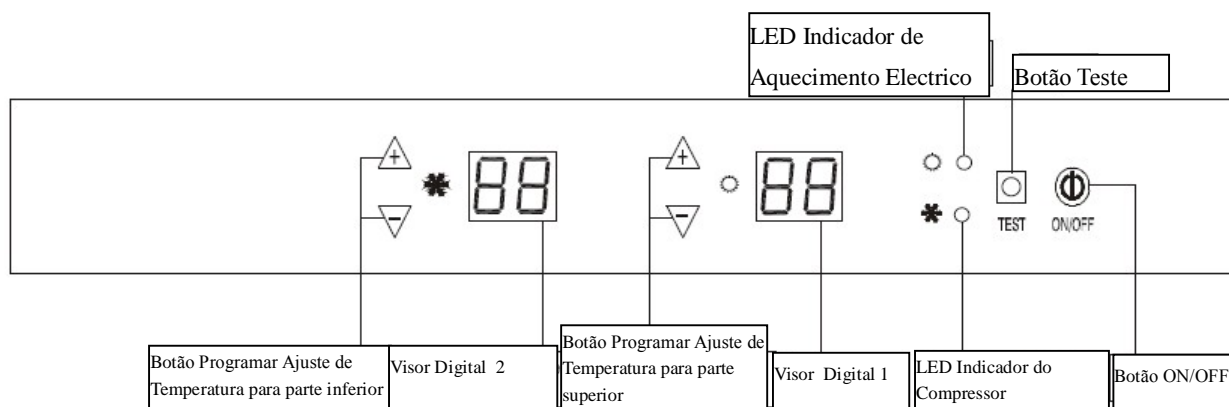 LED Indicador de
Aquecimento Electrico
Botão Teste
+
88
+
88
−
−
TEST
ON/OFF
Botão Programar Ajuste de
Temperatura para parte inferior
Visor Digital 2
Botão Programar Ajuste de
Temperatura para parte
superior
Visor Digital 1
LED Indicador do
Compressor
Botão ON/OFF